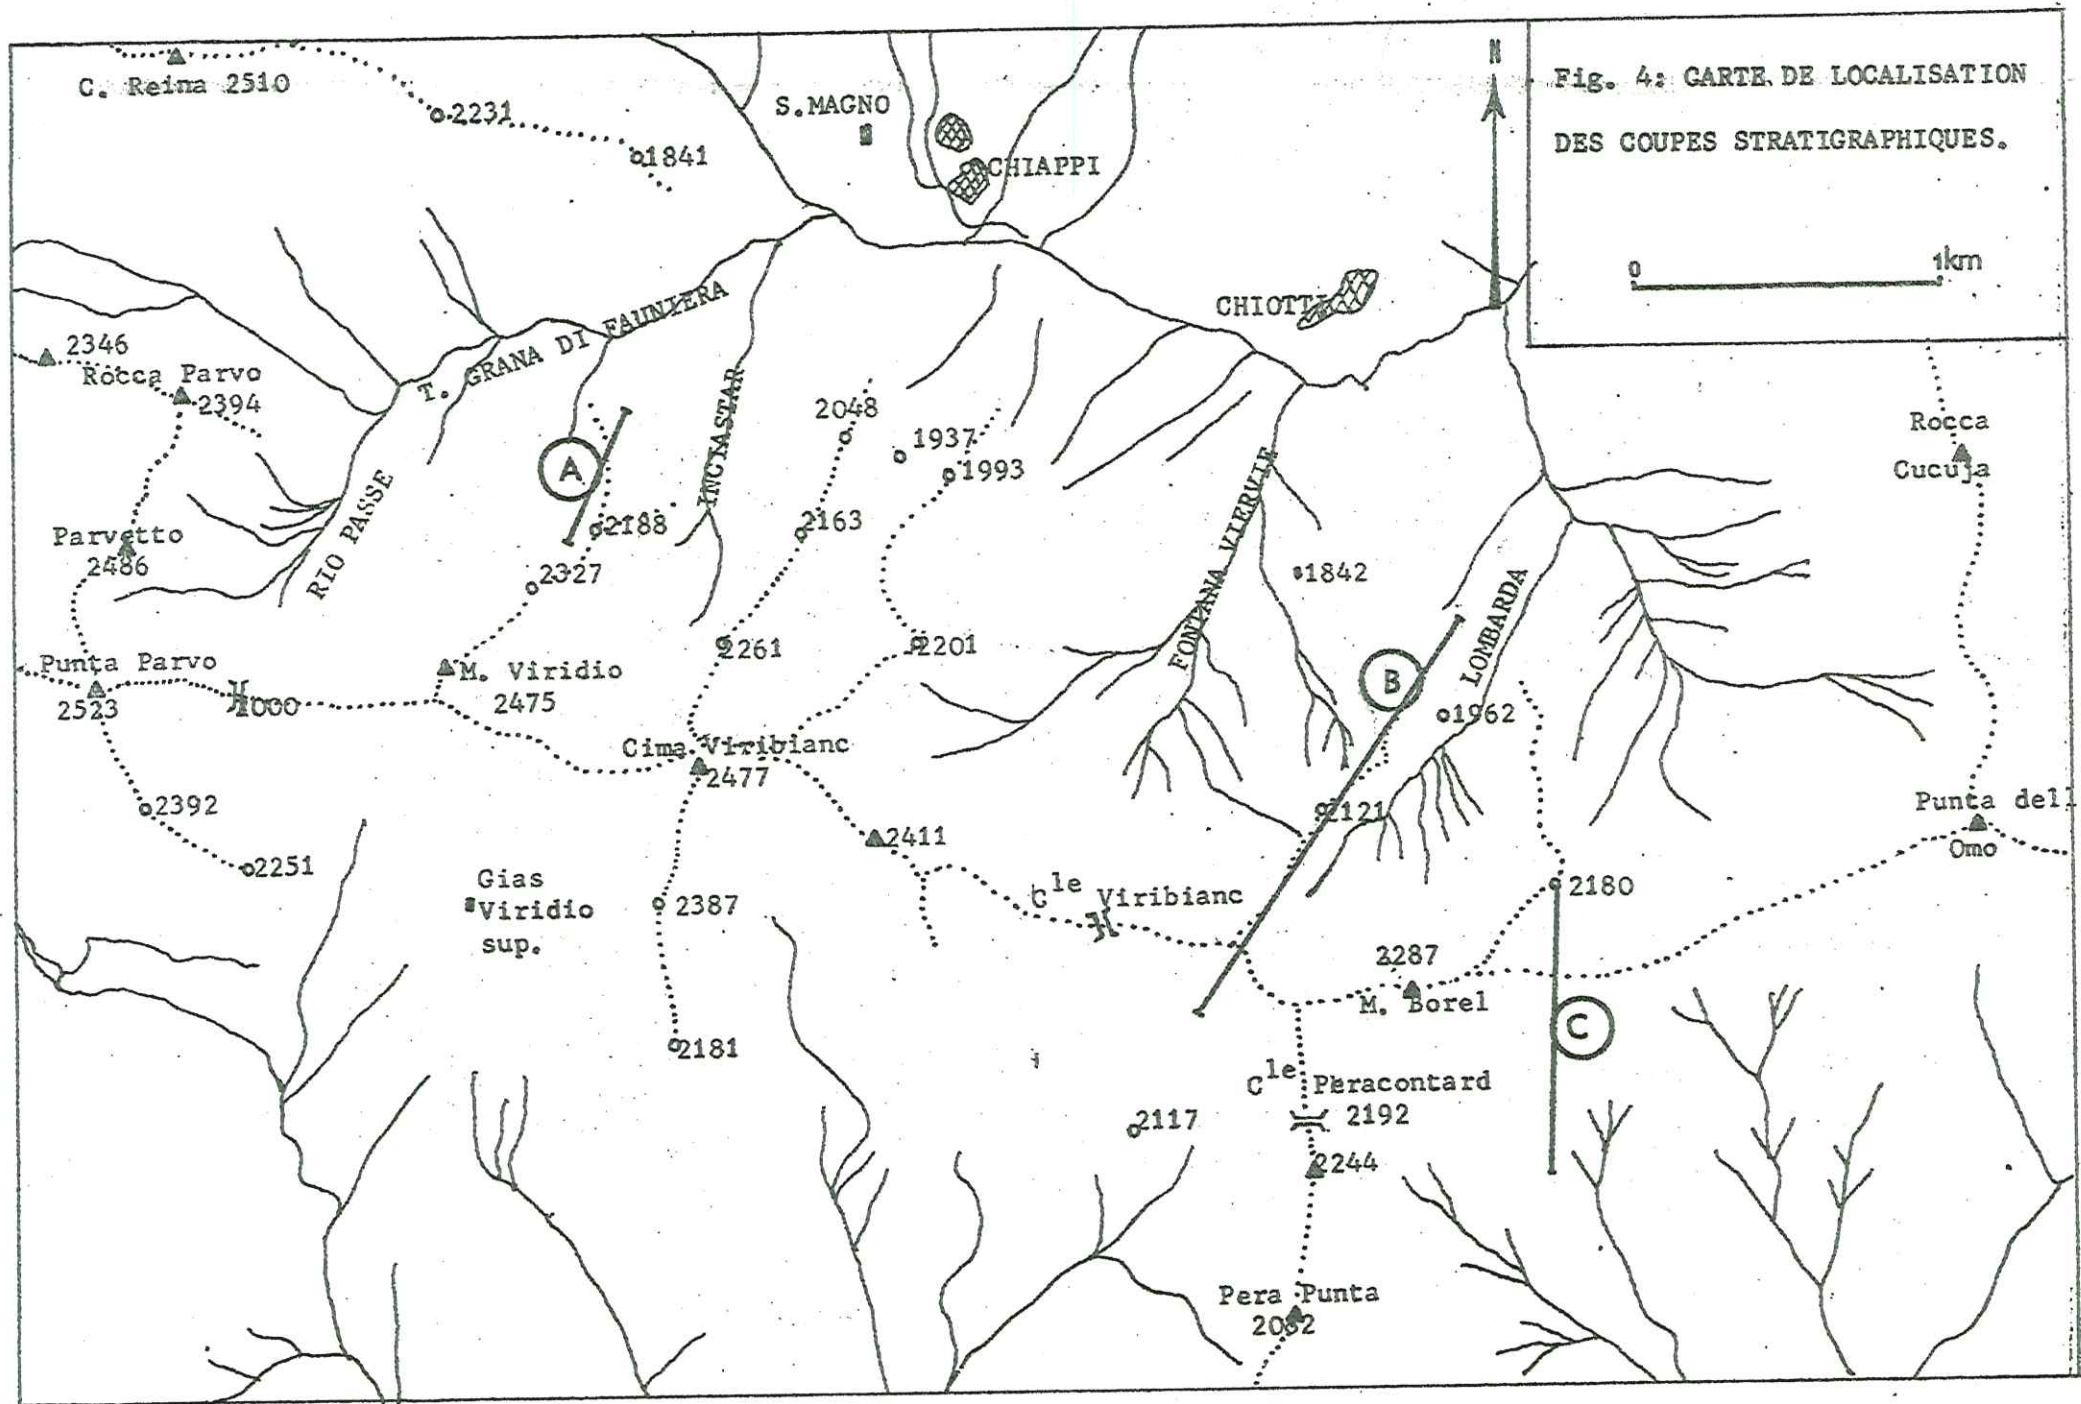 N
Fig. 4: CARTE DE LOCALISATION
DES COUPES STRATIGRAPHIQUES.
0 1km
C. Reina 2510
2231
1841
S.MAGNO
CHIAPPI
CHIOTTI
T. GRANA DI FAUNIERA
2346
Rocca Parvo
2394
INCIASTAR
2048
1937
1993
Rocca
Cucuja
A
2188
2163
RIO PASSE
Parvetto
2486
2327
FONTANA VIERVIE
1842
LOMBARDA
2261
2201
Punta Parvo
2523
M. Viridio
2475
B
1962
Cima Viribianc
2477
2392
2121
Punta dell
Omo
2411
2251
Gias
Viridio
sup.
2387
Cle Viribianc
2180
2287
M. Borel
C
2181
Cle Peracontard
2192
2117
2244
Pera Punta